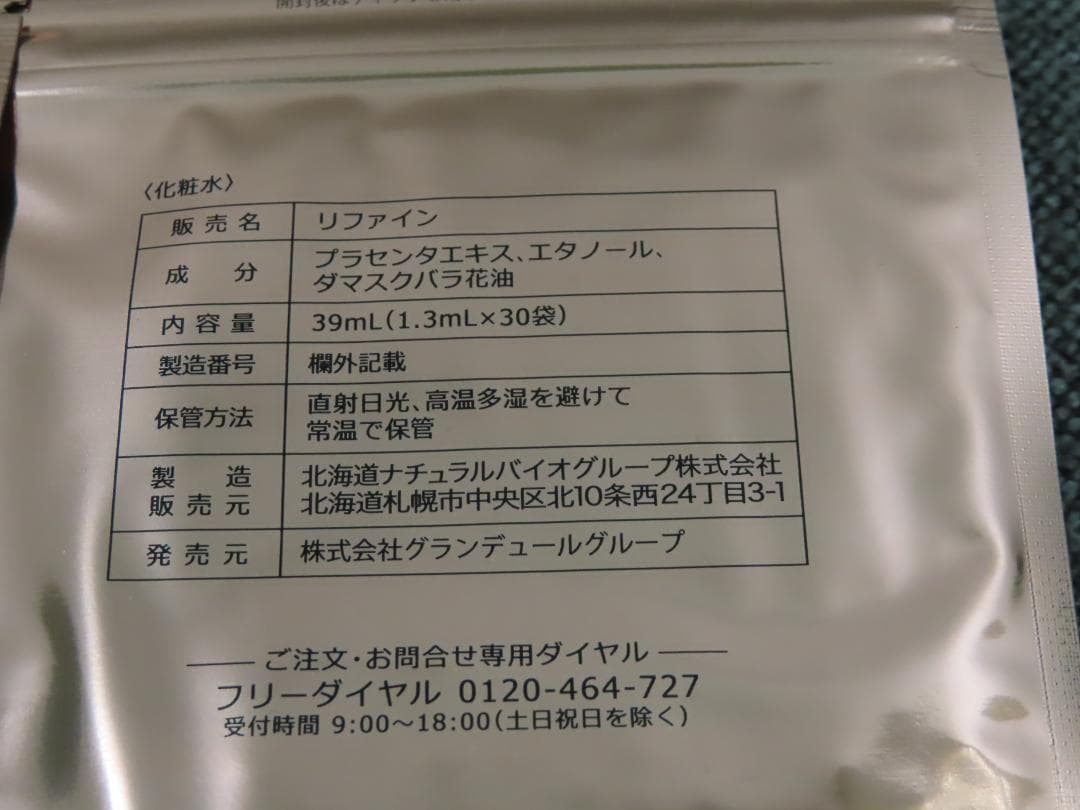 開封後は
〈化粧水〉
販売名 リファイン
成分 プラセンタエキス、エタノール、
ダマスクバラ花油
内容量 39mL(1.3mL×30袋)
製造番号 欄外記載
保管方法 直射日光、高温多湿を避けて
常温で保管
製造 北海道ナチュラルバイオグループ株式会社
販売元 北海道札幌市中央区北10条西24丁目3-1
発売元 株式会社グランデュールグループ
ご注文・お問合せ専用ダイヤル
フリーダイヤル 0120-464-727
受付時間 9:00～18:00(土日祝日を除く)